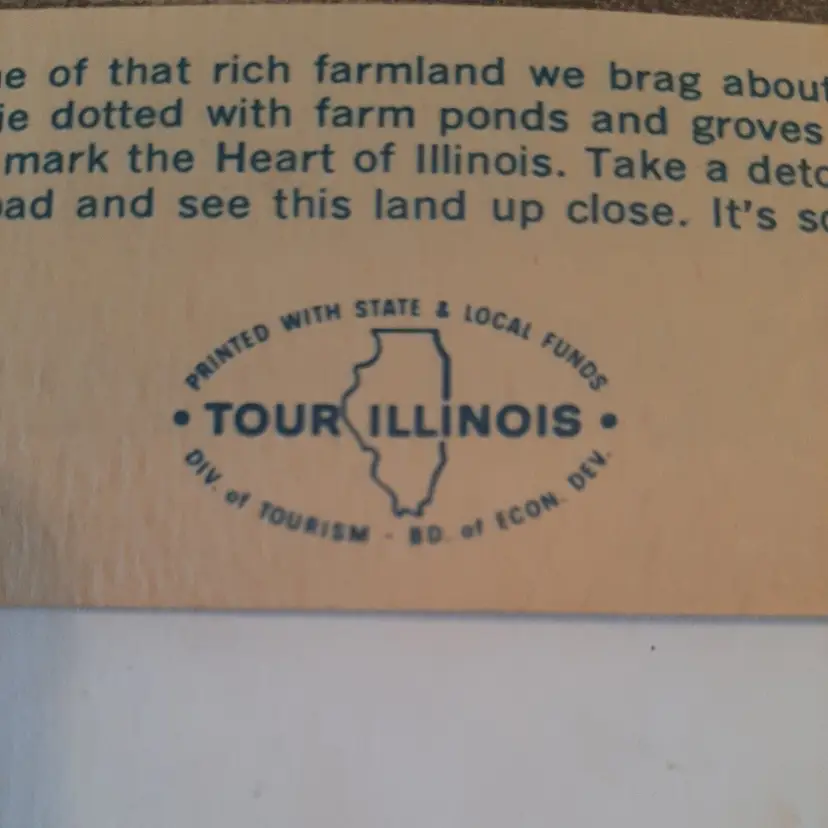 of that rich farmland we brag about
dotted with farm ponds and groves
mark the Heart of Illinois. Take a
and see this land up close. It's
PRINTED WITH STATE & LOCAL FUNDS
• TOUR ILLINOIS •
DIV. of TOURISM - BD. of ECON. DEV.